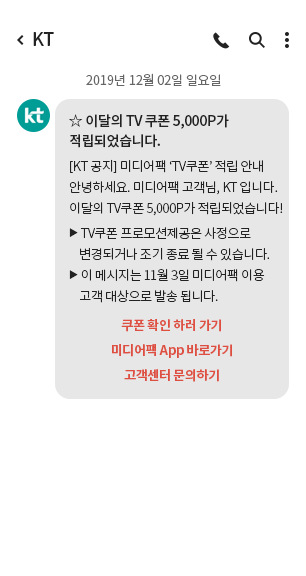 KT
2019년 12월 02일 일요일
kt
☆ 이달의 TV 쿠폰 5,000P가
적립되었습니다.
[KT 공지] 미디어팩 ‘TV쿠폰’ 적립 안내
안녕하세요. 미디어팩 고객님, KT 입니다.
이달의 TV쿠폰 5,000P가 적립되었습니다!
▶ TV쿠폰 프로모션제공은 사정으로
변경되거나 조기 종료 될 수 있습니다.
▶ 이 메시지는 11월 3일 미디어팩 이용
고객 대상으로 발송 됩니다.
쿠폰 확인 하러 가기
미디어팩 App 바로가기
고객센터 문의하기